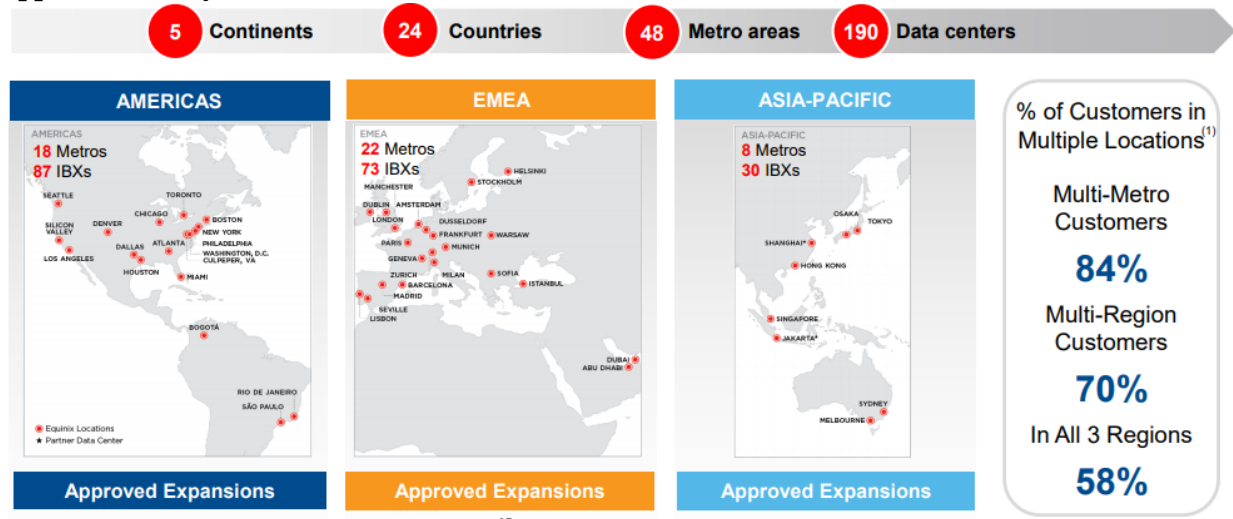 5 Continents
24 Countries
48 Metro areas
190 Data centers
AMERICAS
AMERICAS
18 Metros
87 IBXs
SEATTLE
TORONTO
CHICAGO
BOSTON
SILICON
VALLEY
DENVER
NEW YORK
PHILADELPHIA
DALLAS
ATLANTA
WASHINGTON, D.C.
CULPEPER, VA
LOS ANGELES
HOUSTON
MIAMI
BOGOTÁ
RIO DE JANEIRO
SÃO PAULO
Equinix Locations
★ Partner Data Center
Approved Expansions
EMEA
EMEA
22 Metros
73 IBXs
HELSINKI
STOCKHOLM
MANCHESTER
DUBLIN
AMSTERDAM
LONDON
DUSSELDORF
FRANKFURT
WARSAW
PARIS
MUNICH
GENEVA
ZURICH
MILAN
SOFIA
BARCELONA
ISTANBUL
MADRID
SEVILLE
LISBON
DUBAI
ABU DHABI
Approved Expansions
ASIA-PACIFIC
ASIA-PACIFIC
8 Metros
30 IBXs
OSAKA
TOKYO
SHANGHAI*
HONG KONG
SINGAPORE
JAKARTA*
SYDNEY
MELBOURNE
Approved Expansions
% of Customers in
Multiple Locations(1)
Multi-Metro
Customers
84%
Multi-Region
Customers
70%
In All 3 Regions
58%